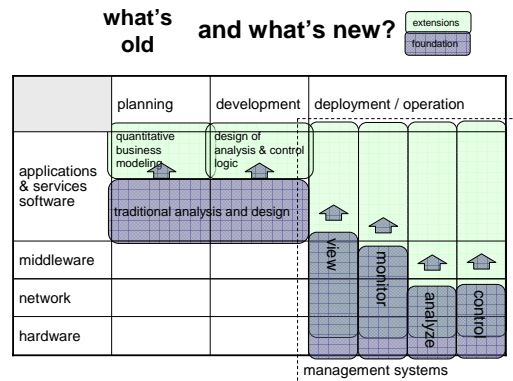 what's
old
and what's new?
extensions
foundation
planning
development
deployment / operation
quantitative
business
modeling
design of
analysis & control
logic
applications
& services
software
traditional analysis and design
view
monitor
analyze
control
middleware
network
hardware
management systems